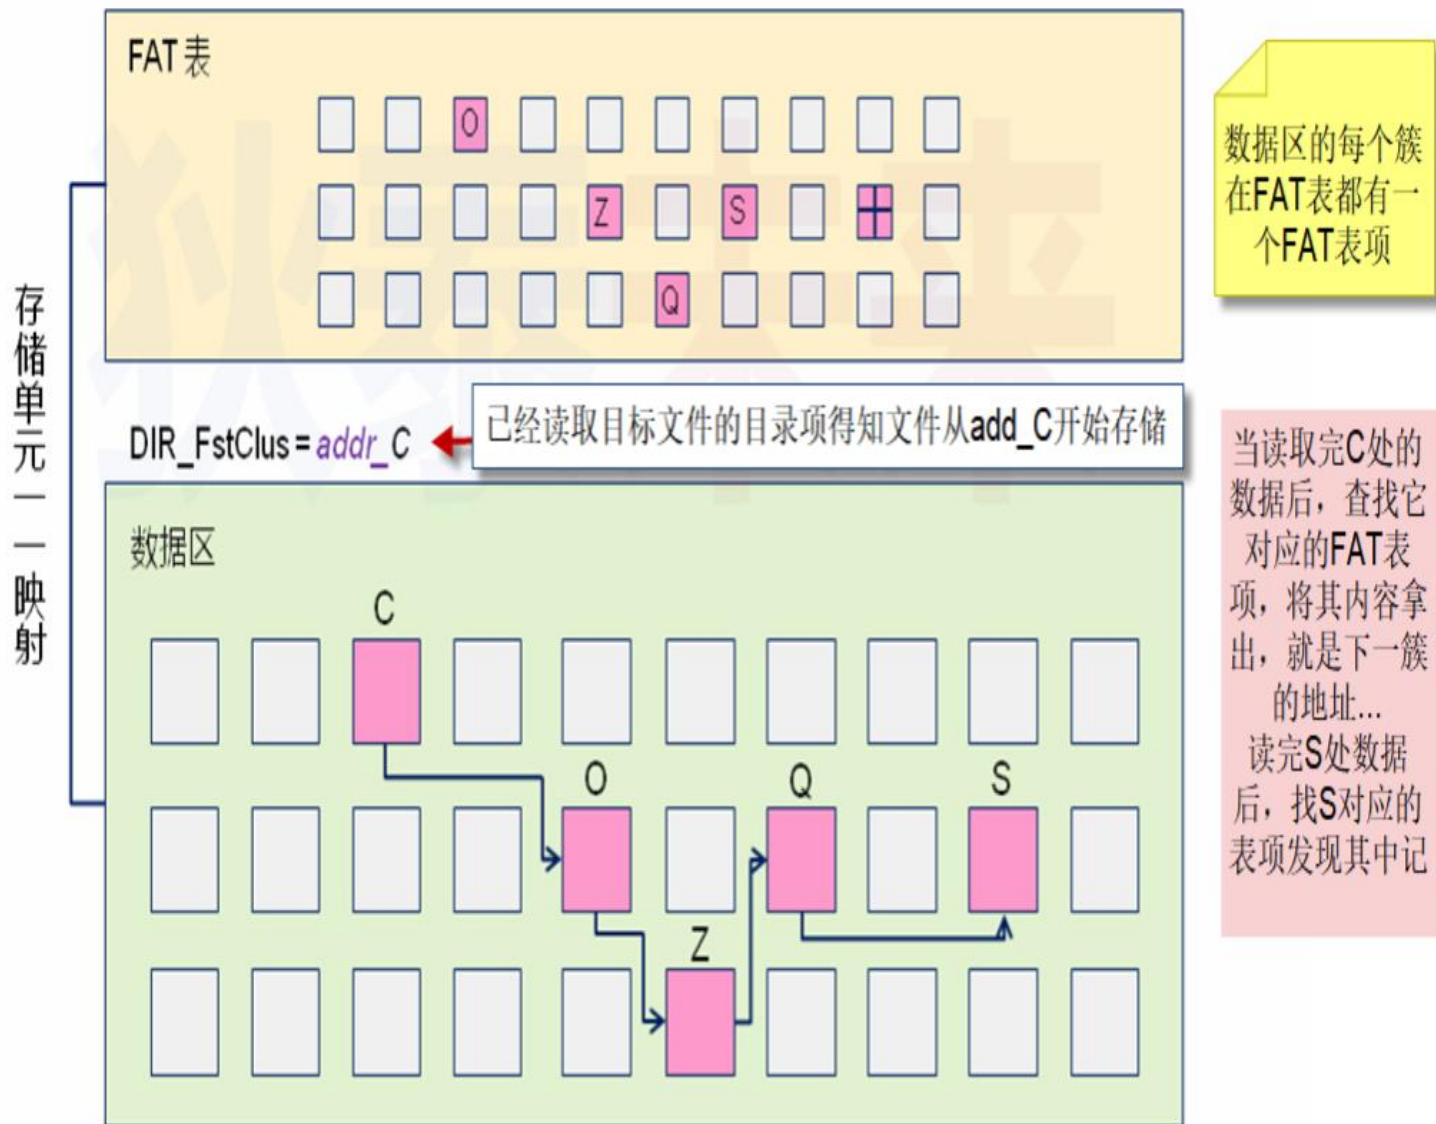 FAT表
O
Z S
Q
数据区的每个簇
在FAT表都有一
个FAT表项
存储单元一一映射
DIR_FstClus = addr_C
已经读取目标文件的目录项得知文件从add_C开始存储
数据区
C
O Q S
Z
当读取完C处的
数据后，查找它
对应的FAT表
项，将其内容拿
出，就是下一簇
的地址...
读完S处数据
后，找S对应的
表项发现其中记
狄泰未来